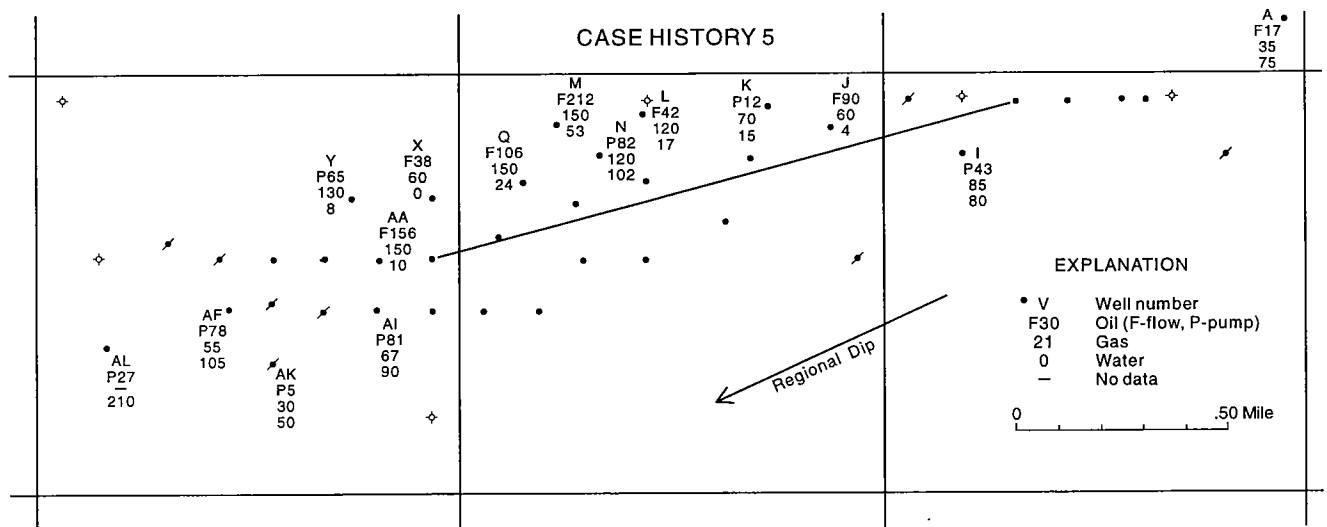 CASE HISTORY 5
A
F17
35
75
M
F212
150
53
L
F42
120
17
K
P12
70
15
J
F90
60
4
N
P82
120
102
Q
F106
150
24
X
F38
60
0
Y
P65
130
8
I
P43
85
80
AA
F156
150
10
AF
P78
55
105
AI
P81
67
90
AL
P27
—
210
AK
P5
30
50
Regional Dip
EXPLANATION
V Well number
F30 Oil (F-flow, P-pump)
21 Gas
0 Water
— No data
0 .50 Mile